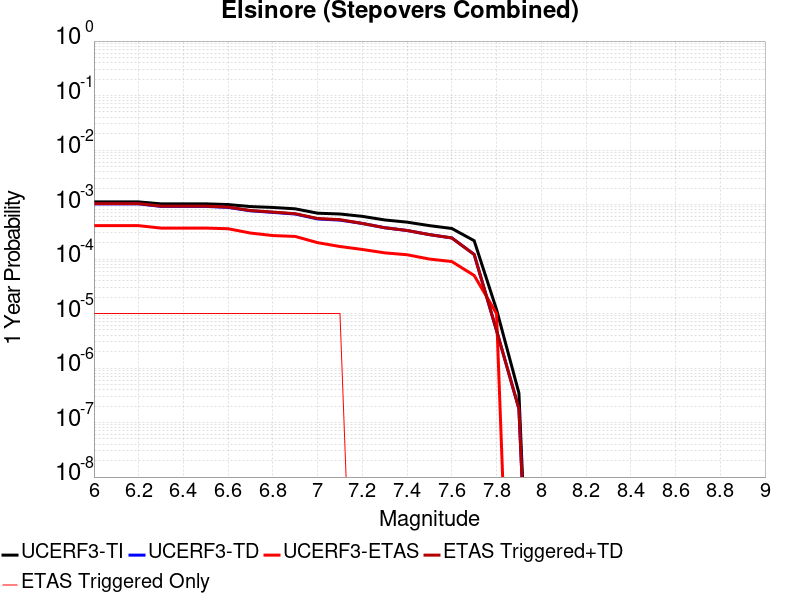 Elsinore (Stepovers Combined)
10^0
10^-1
10^-2
10^-3
10^-4
10^-5
10^-6
10^-7
10^-8
1 Year Probability
6 6.2 6.4 6.6 6.8 7 7.2 7.4 7.6 7.8 8 8.2 8.4 8.6 8.8 9
Magnitude
UCERF3-TI UCERF3-TD UCERF3-ETAS ETAS Triggered+TD
ETAS Triggered Only